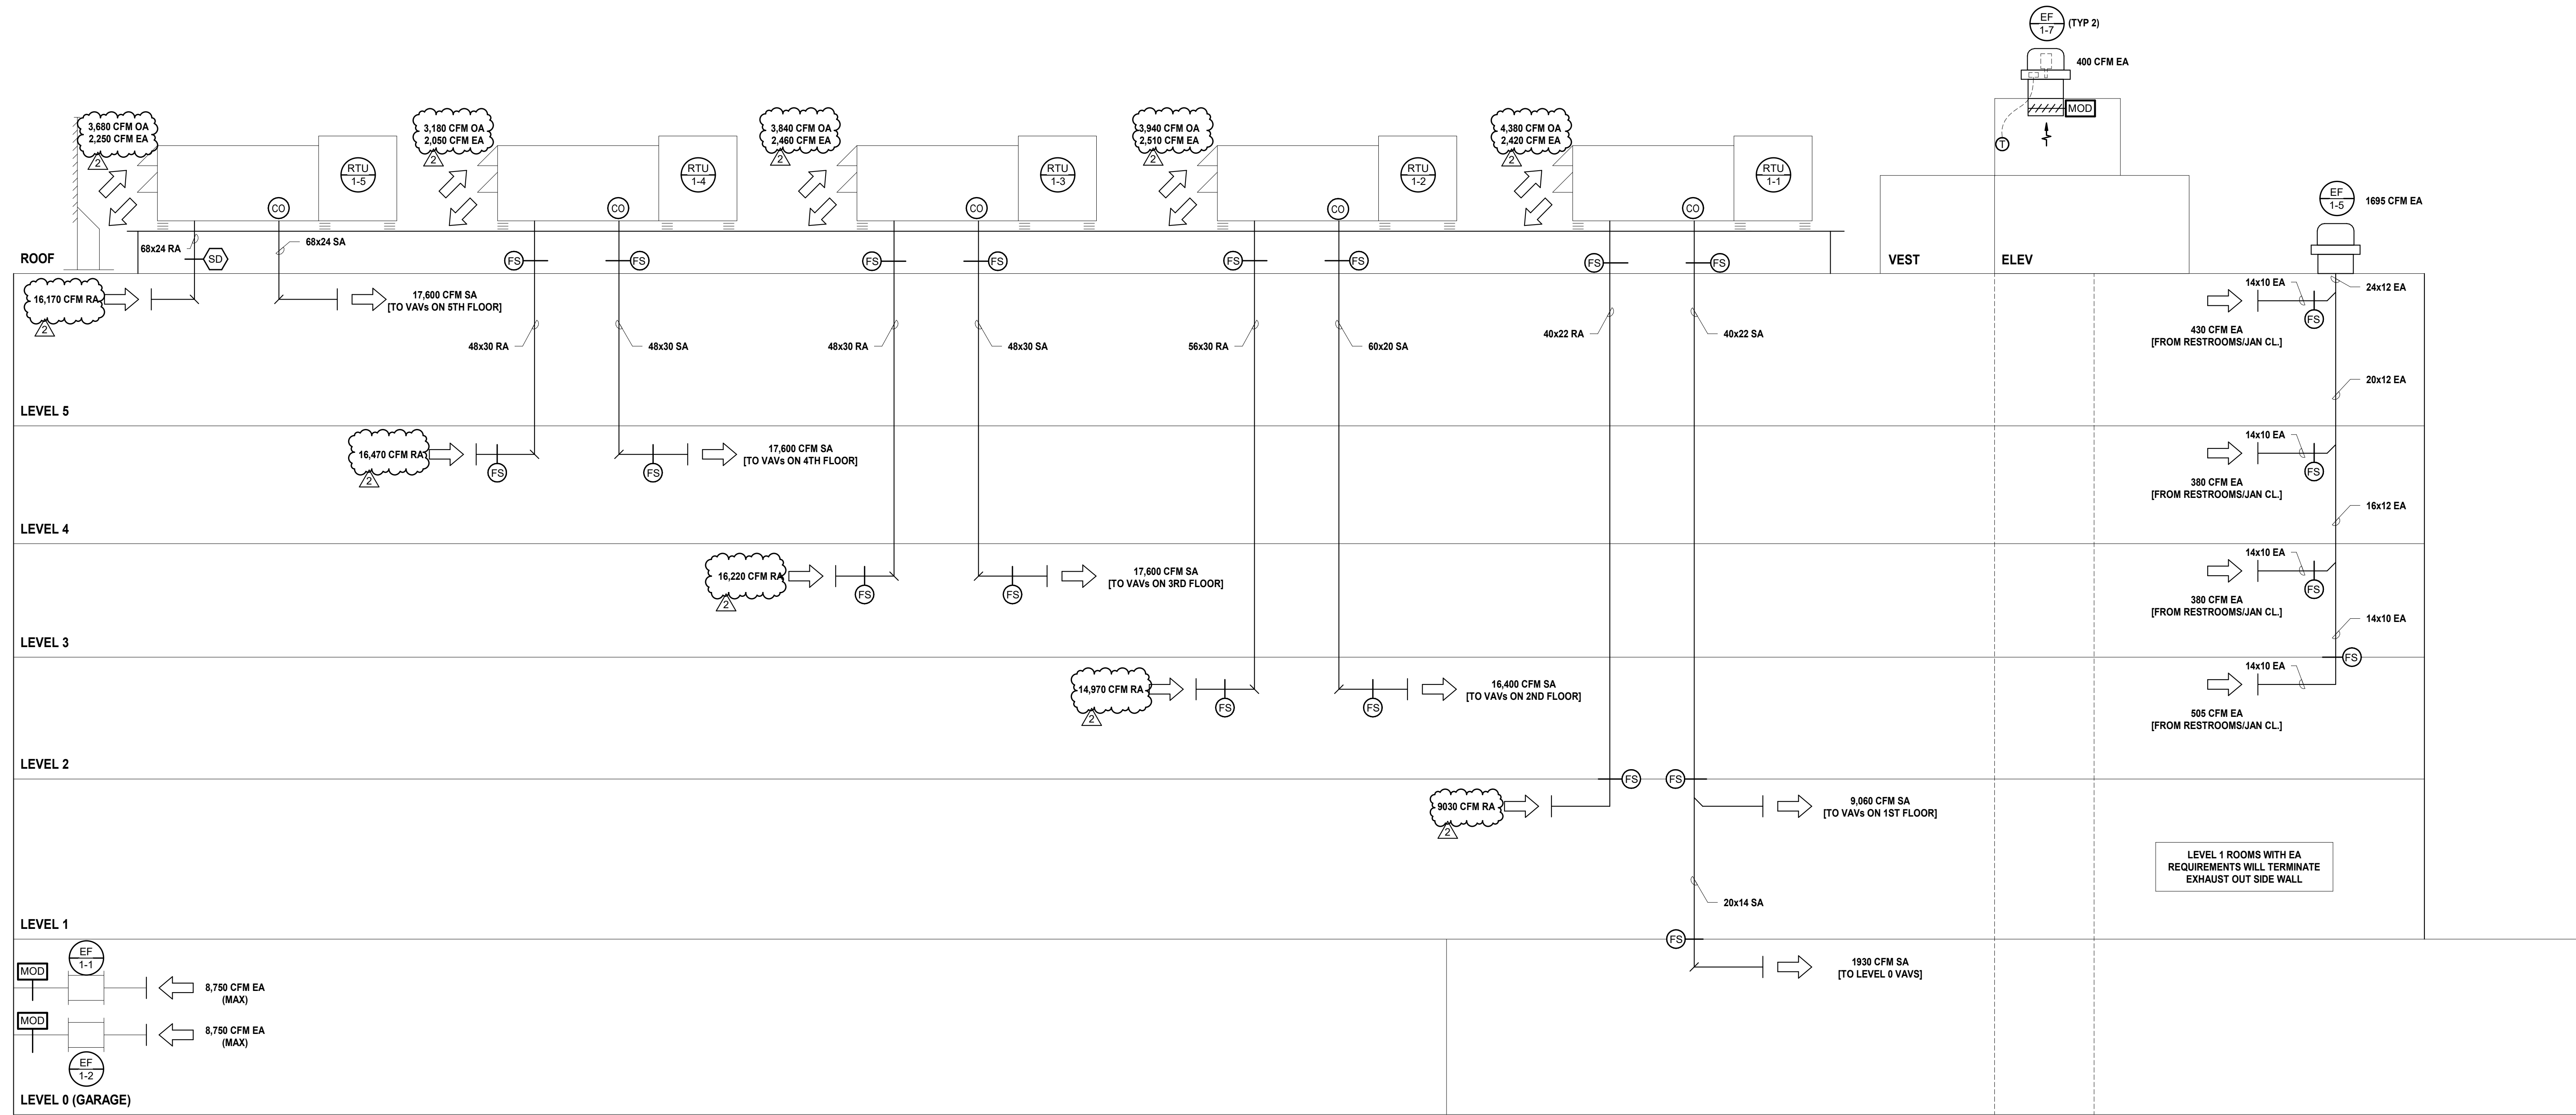 EF
1-7
(TYP 2)
400 CFM EA
MOD
T
3,680 CFM OA
2,250 CFM EA
2
RTU
1-5
CO
3,180 CFM OA
2,050 CFM EA
2
RTU
1-4
CO
3,840 CFM OA
2,460 CFM EA
2
RTU
1-3
CO
3,940 CFM OA
2,510 CFM EA
2
RTU
1-2
CO
4,380 CFM OA
2,420 CFM EA
2
RTU
1-1
CO
EF
1-5
1695 CFM EA
ROOF
68x24 RA
SD
68x24 SA
FS
FS
FS
FS
FS
FS
FS
FS
VEST
ELEV
16,170 CFM RA
2
17,600 CFM SA
[TO VAVs ON 5TH FLOOR]
48x30 RA
48x30 SA
48x30 RA
48x30 SA
56x30 RA
60x20 SA
40x22 RA
40x22 SA
14x10 EA
24x12 EA
FS
430 CFM EA
[FROM RESTROOMS/JAN CL.]
20x12 EA
LEVEL 5
16,470 CFM RA
2
FS
FS
17,600 CFM SA
[TO VAVs ON 4TH FLOOR]
14x10 EA
FS
380 CFM EA
[FROM RESTROOMS/JAN CL.]
16x12 EA
LEVEL 4
16,220 CFM RA
2
FS
FS
17,600 CFM SA
[TO VAVs ON 3RD FLOOR]
14x10 EA
FS
380 CFM EA
[FROM RESTROOMS/JAN CL.]
14x10 EA
LEVEL 3
FS
14,970 CFM RA
2
FS
FS
16,400 CFM SA
[TO VAVs ON 2ND FLOOR]
14x10 EA
505 CFM EA
[FROM RESTROOMS/JAN CL.]
LEVEL 2
FS
FS
9030 CFM RA
2
9,060 CFM SA
[TO VAVs ON 1ST FLOOR]
LEVEL 1 ROOMS WITH EA
REQUIREMENTS WILL TERMINATE
EXHAUST OUT SIDE WALL
20x14 SA
LEVEL 1
FS
EF
1-1
MOD
8,750 CFM EA
(MAX)
1930 CFM SA
[TO LEVEL 0 VAVS]
MOD
8,750 CFM EA
(MAX)
EF
1-2
LEVEL 0 (GARAGE)